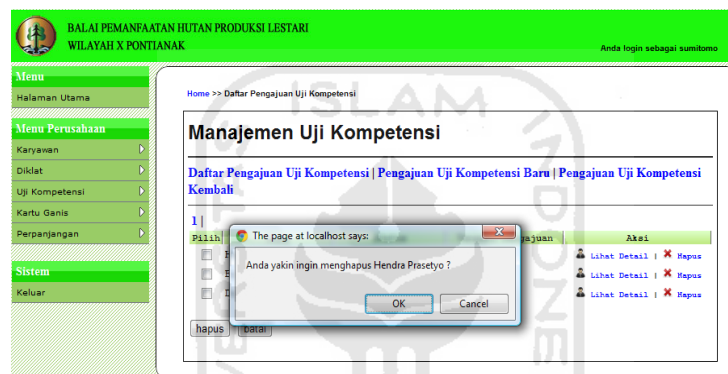 BALAI PEMANFAATAN HUTAN PRODUKSI LESTARI
WILAYAH X PONTIANAK
Anda login sebagai sumitomo
Menu
Halaman Utama
Menu Perusahaan
Karyawan
Diklat
Uji Kompetensi
Kartu Ganis
Perpanjangan
Sistem
Keluar
Home >> Daftar Pengajuan Uji Kompetensi
Manajemen Uji Kompetensi
Daftar Pengajuan Uji Kompetensi | Pengajuan Uji Kompetensi Baru | Pengajuan Uji Kompetensi
Kembali
1 |
Pilih Aksi
Lihat Detail | Hapus
Lihat Detail | Hapus
Lihat Detail | Hapus
The page at localhost says:
Anda yakin ingin menghapus Hendra Prasetyo ?
OK Cancel
hapus batal
ISLAM